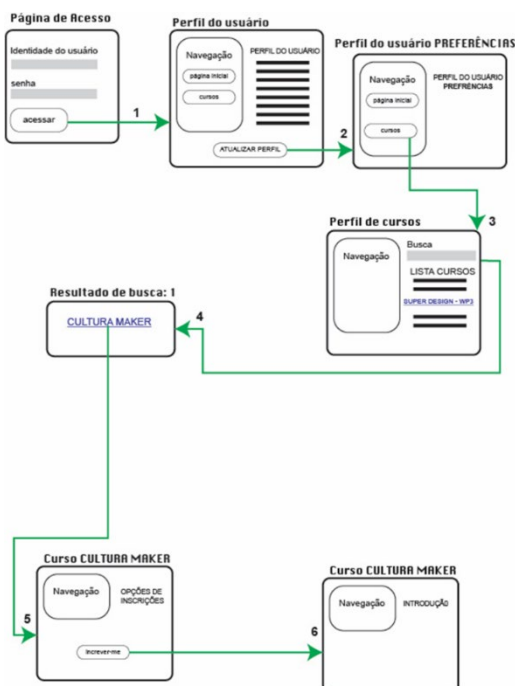 Página de Acesso
Identidade do usuário
senha
acessar
1
Perfil do usuário
Navegação
página inicial
cursos
PERFIL DO USUÁRIO
ATUALIZAR PERFIL
2
Perfil do usuário PREFERÊNCIAS
Navegação
página inicial
cursos
PERFIL DO USUÁRIO
PREFRENCIAS
3
Perfil de cursos
Navegação
Busca
LISTA CURSOS
SUPER DESIGN - WP3
4
Resultado de busca: 1
CULTURA MAKER
5
Curso CULTURA MAKER
Navegação
OPÇÕES DE
INSCRIÇÕES
Increver-me
6
Curso CULTURA MAKER
Navegação
INTRODUÇÃO